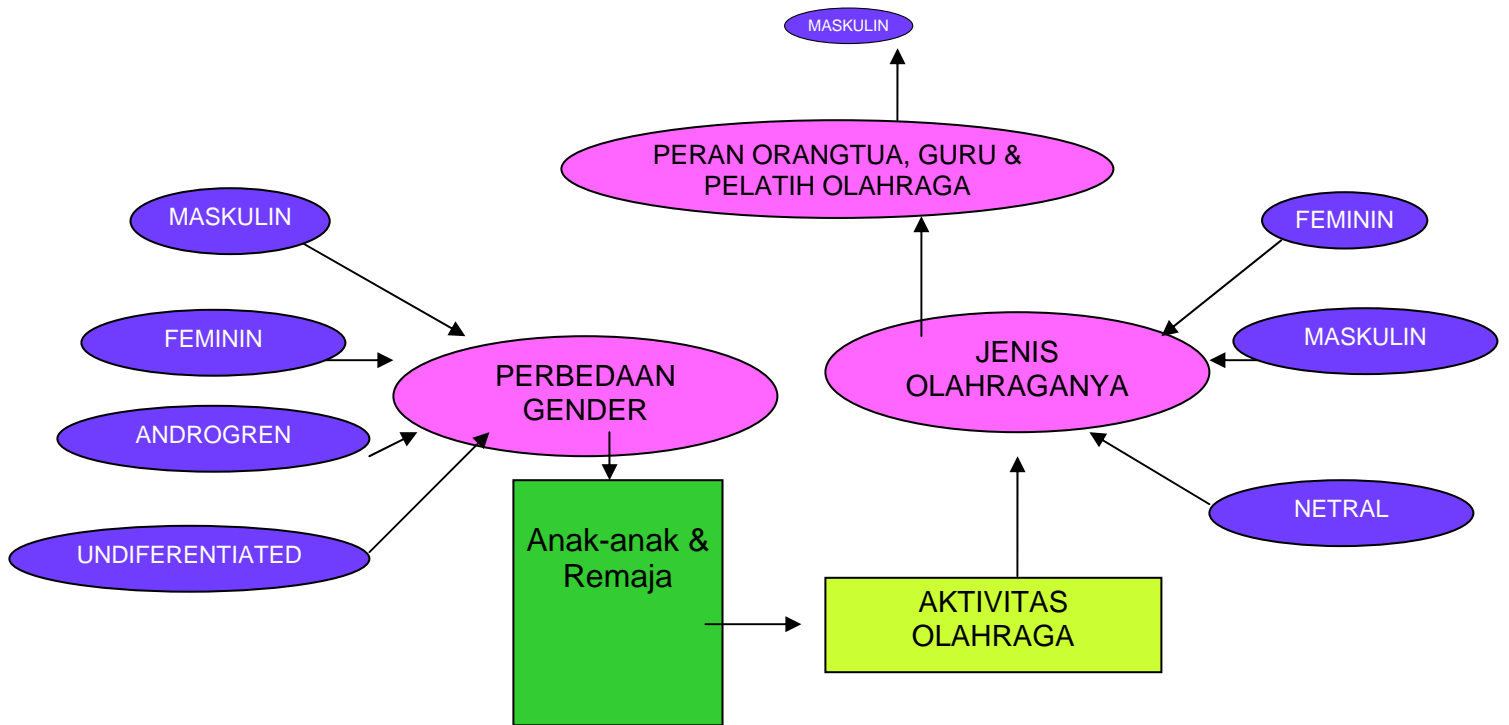 MASKULIN
PERAN ORANGTUA, GURU &
PELATIH OLAHRAGA
MASKULIN
FEMININ
FEMININ
MASKULIN
JENIS
OLAHRAGANYA
PERBEDAAN
GENDER
ANDROGREN
NETRAL
UNDIFERENTIATED
Anak-anak &
Remaja
AKTIVITAS
OLAHRAGA